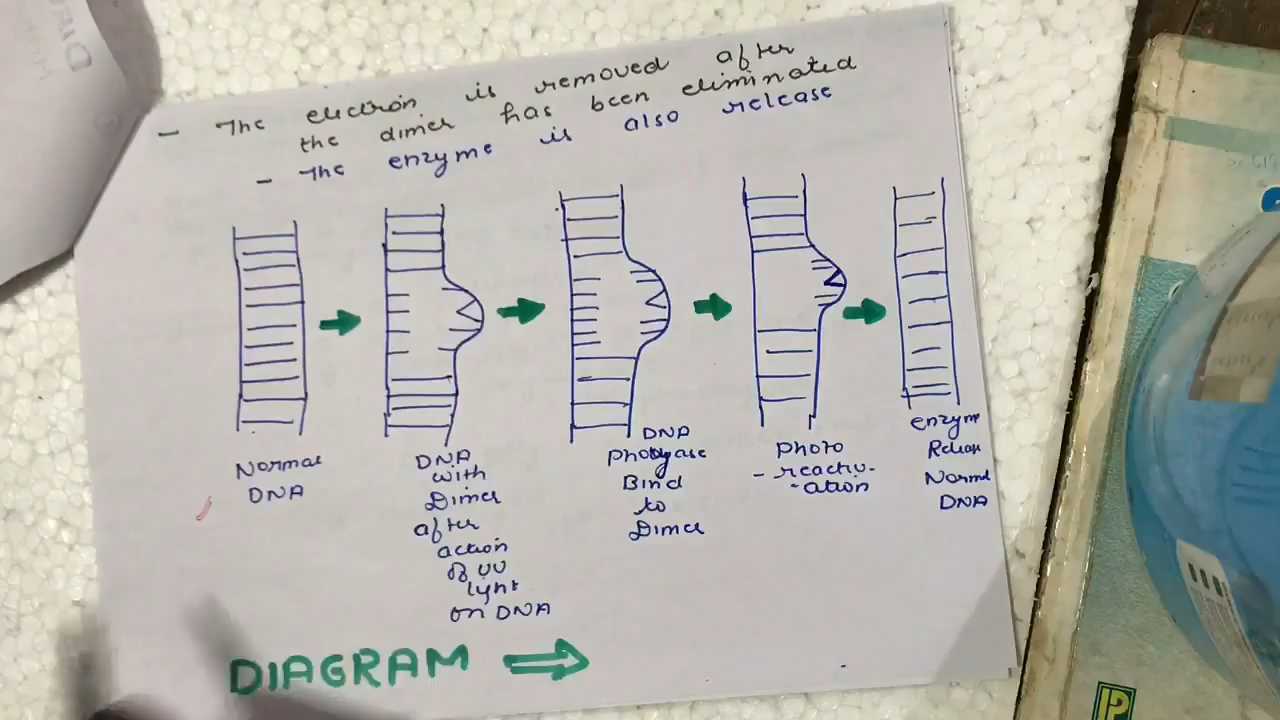 - The electron is removed after
the dimer has been eliminated
- The enzyme is also release
Normal
DNA
DNA
with
Dimer
after
action
of UV
light
on DNA
DNA
Photolyase
Bind
to
Dimer
Photo
- reactiv-
-ation
enzyme
Release
Normal
DNA
DIAGRAM